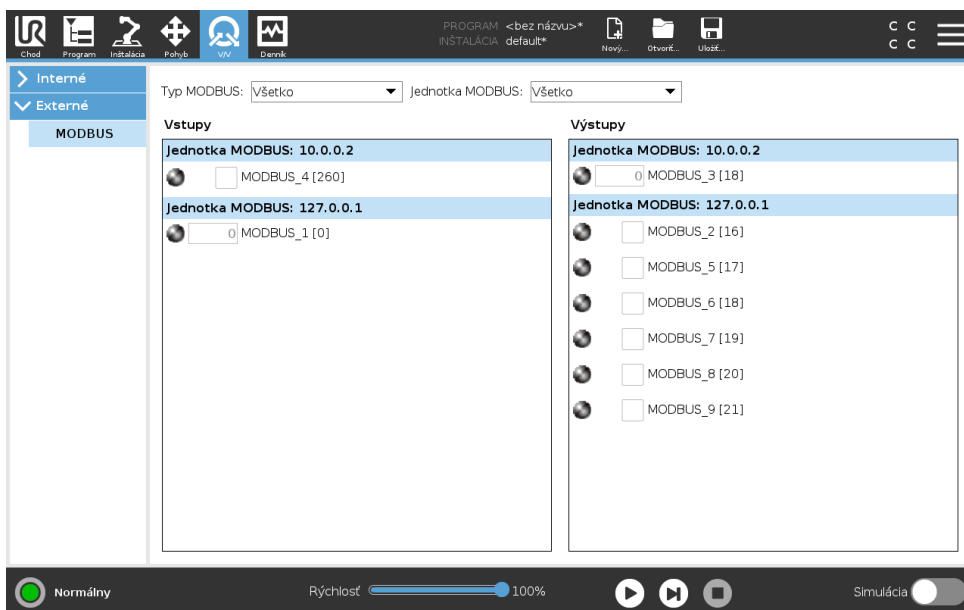 UR
PROGRAM <bez názvu>*
INŠTALÁCIA default*
C C
C C
Chod Program Inštalácia Pohyb V/V Denník Nový... Otvoriť... Uložiť...
Interné
Externé
MODBUS
Typ MODBUS: Všetko Jednotka MODBUS: Všetko
Vstupy
Jednotka MODBUS: 10.0.0.2
MODBUS_4 [260]
Jednotka MODBUS: 127.0.0.1
0 MODBUS_1 [0]
Výstupy
Jednotka MODBUS: 10.0.0.2
0 MODBUS_3 [18]
Jednotka MODBUS: 127.0.0.1
MODBUS_2 [16]
MODBUS_5 [17]
MODBUS_6 [18]
MODBUS_7 [19]
MODBUS_8 [20]
MODBUS_9 [21]
Normálny Rýchlosť 100% Simulácia